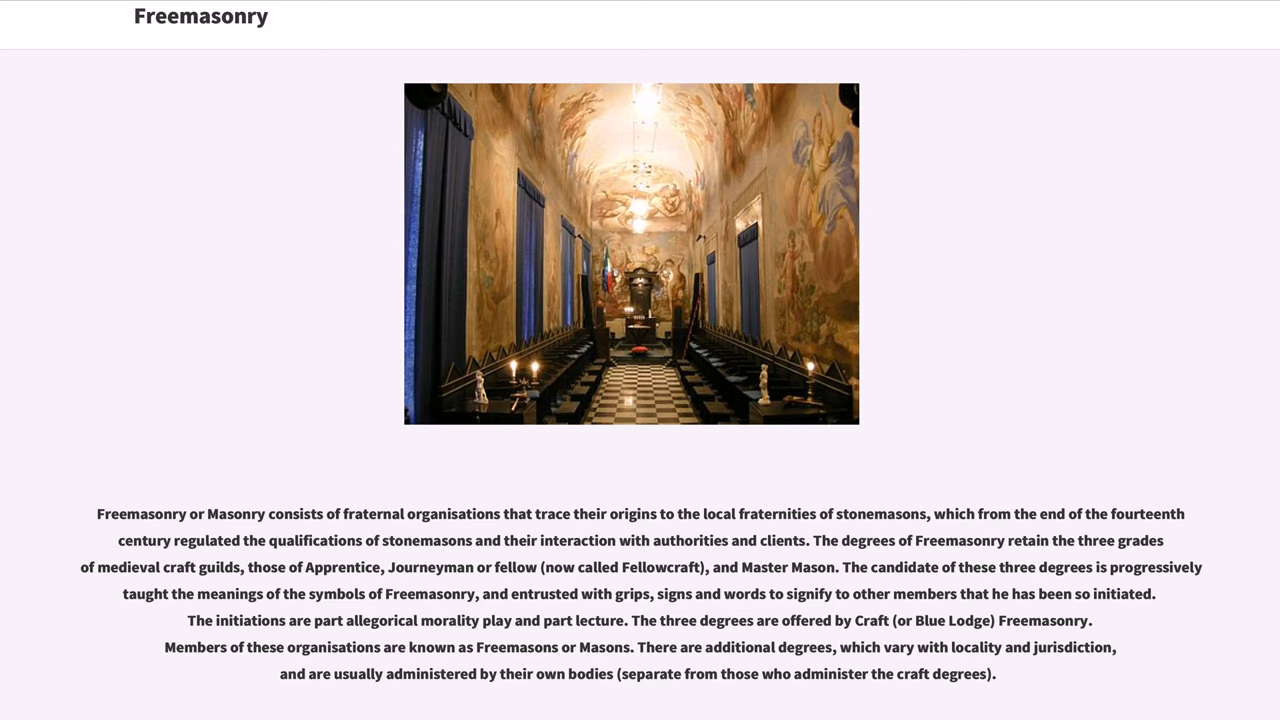 Freemasonry
Freemasonry or Masonry consists of fraternal organisations that trace their origins to the local fraternities of stonemasons, which from the end of the fourteenth
century regulated the qualifications of stonemasons and their interaction with authorities and clients. The degrees of Freemasonry retain the three grades
of medieval craft guilds, those of Apprentice, Journeyman or fellow (now called Fellowcraft), and Master Mason. The candidate of these three degrees is progressively
taught the meanings of the symbols of Freemasonry, and entrusted with grips, signs and words to signify to other members that he has been so initiated.
The initiations are part allegorical morality play and part lecture. The three degrees are offered by Craft (or Blue Lodge) Freemasonry.
Members of these organisations are known as Freemasons or Masons. There are additional degrees, which vary with locality and jurisdiction,
and are usually administered by their own bodies (separate from those who administer the craft degrees).